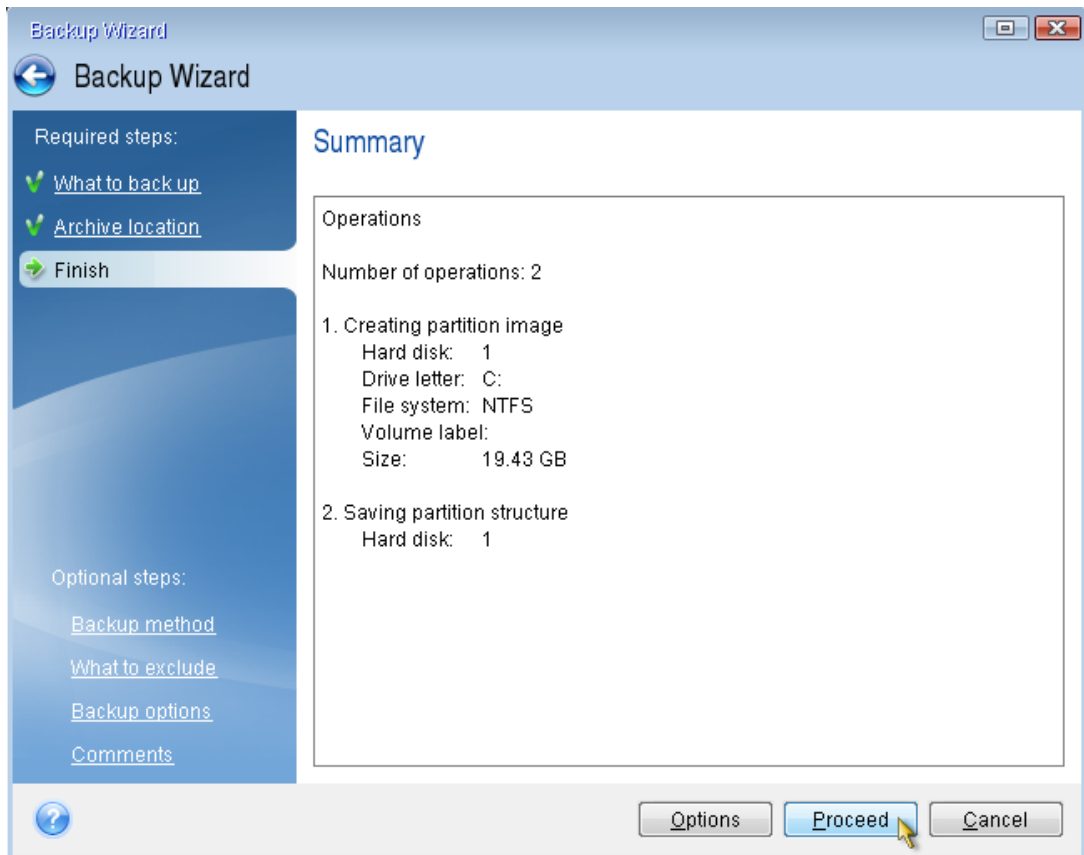 Backup Wizard
Backup Wizard
Required steps:
What to back up
Archive location
Finish
Optional steps:
Backup method
What to exclude
Backup options
Comments
Summary
Operations
Number of operations: 2
1. Creating partition image
Hard disk: 1
Drive letter: C:
File system: NTFS
Volume label:
Size: 19.43 GB
2. Saving partition structure
Hard disk: 1
?
Options
Proceed
Cancel